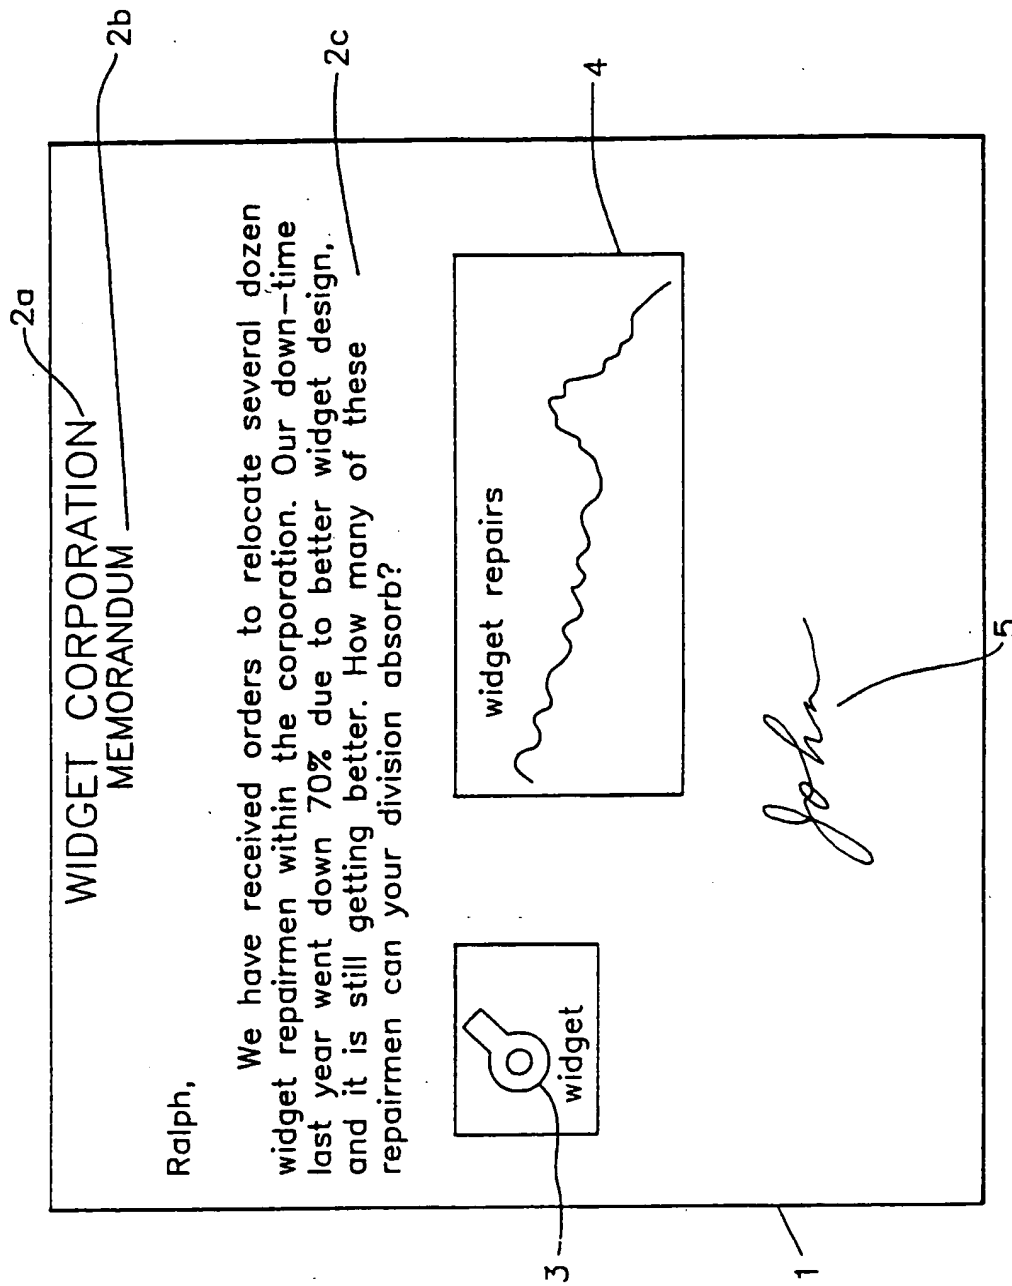 WIDGET CORPORATION
MEMORANDUM
Ralph,
We have received orders to relocate several dozen
widget repairmen within the corporation. Our down-time
last year went down 70% due to better widget design,
and it is still getting better. How many of these
repairmen can your division absorb?
widget repairs
widget
John
2a
2b
2c
4
3
1
5